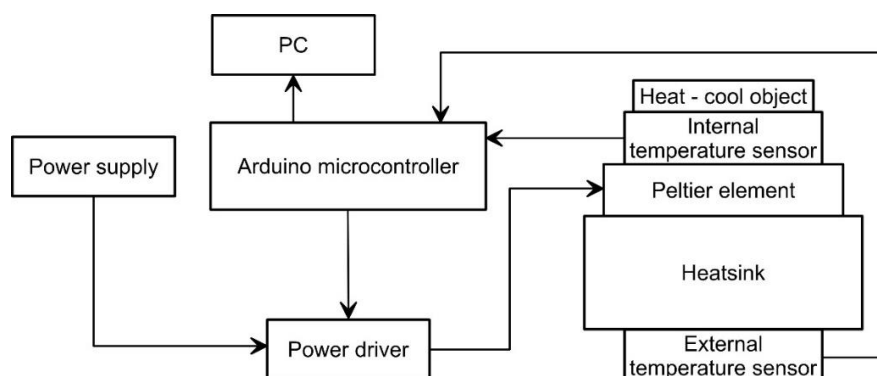 PC
Heat - cool object
Internal
temperature sensor
Arduino microcontroller
Power supply
Peltier element
Heatsink
Power driver
External
temperature sensor